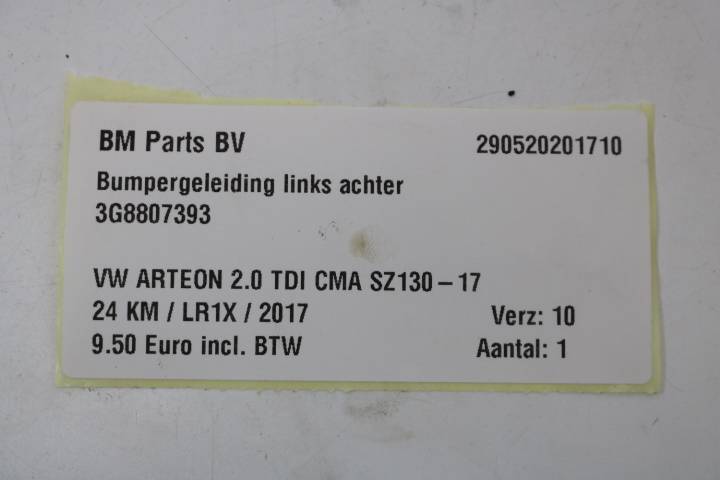 BM Parts BV 290520201710
Bumpergeleiding links achter
3G8807393
VW ARTEON 2.0 TDI CMA SZ130-17
24 KM / LR1X / 2017 Verz: 10
9.50 Euro incl. BTW Aantal: 1